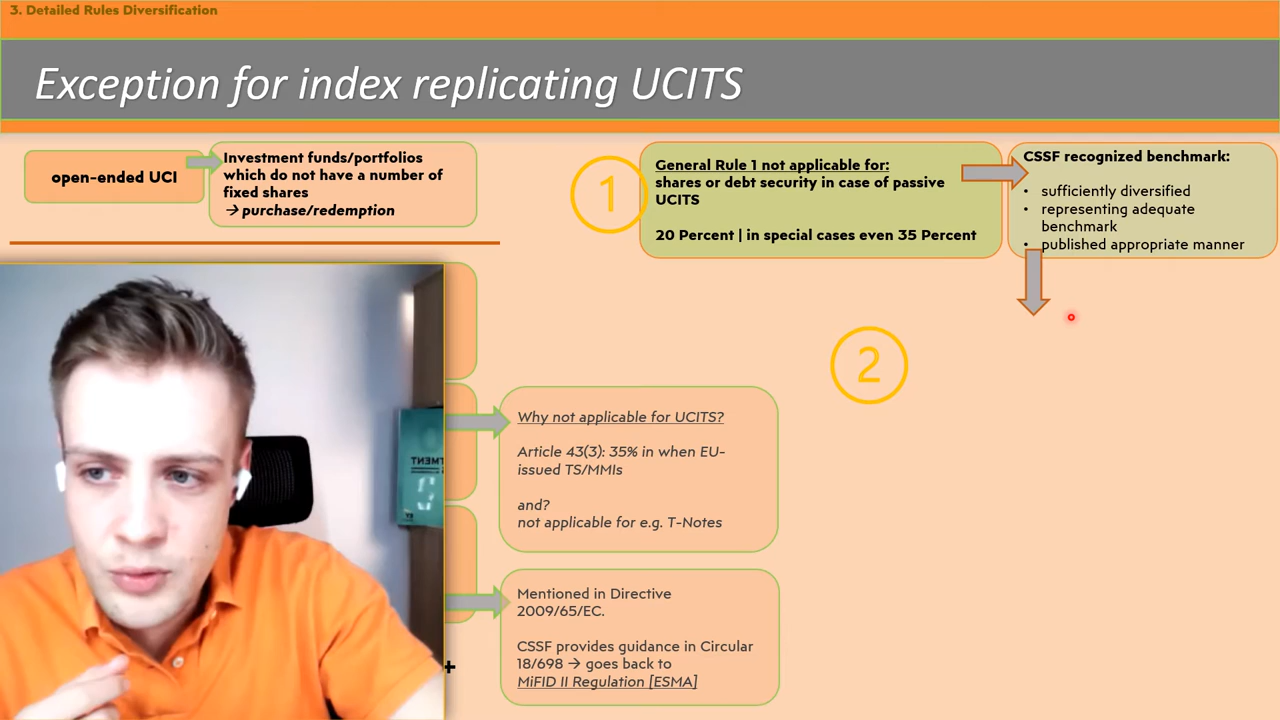 3. Detailed Rules Diversification
Exception for index replicating UCITS
open-ended UCI
Investment funds/portfolios
which do not have a number of
fixed shares
→ purchase/redemption
1
General Rule 1 not applicable for:
shares or debt security in case of passive
UCITS
20 Percent | in special cases even 35 Percent
CSSF recognized benchmark:
• sufficiently diversified
• representing adequate
benchmark
• published appropriate manner
2
Why not applicable for UCITS?
Article 43(3): 35% in when EU-
issued TS/MMIs
and?
not applicable for e.g. T-Notes
Mentioned in Directive
2009/65/EC.
CSSF provides guidance in Circular
18/698 → goes back to
MiFID II Regulation [ESMA]
+